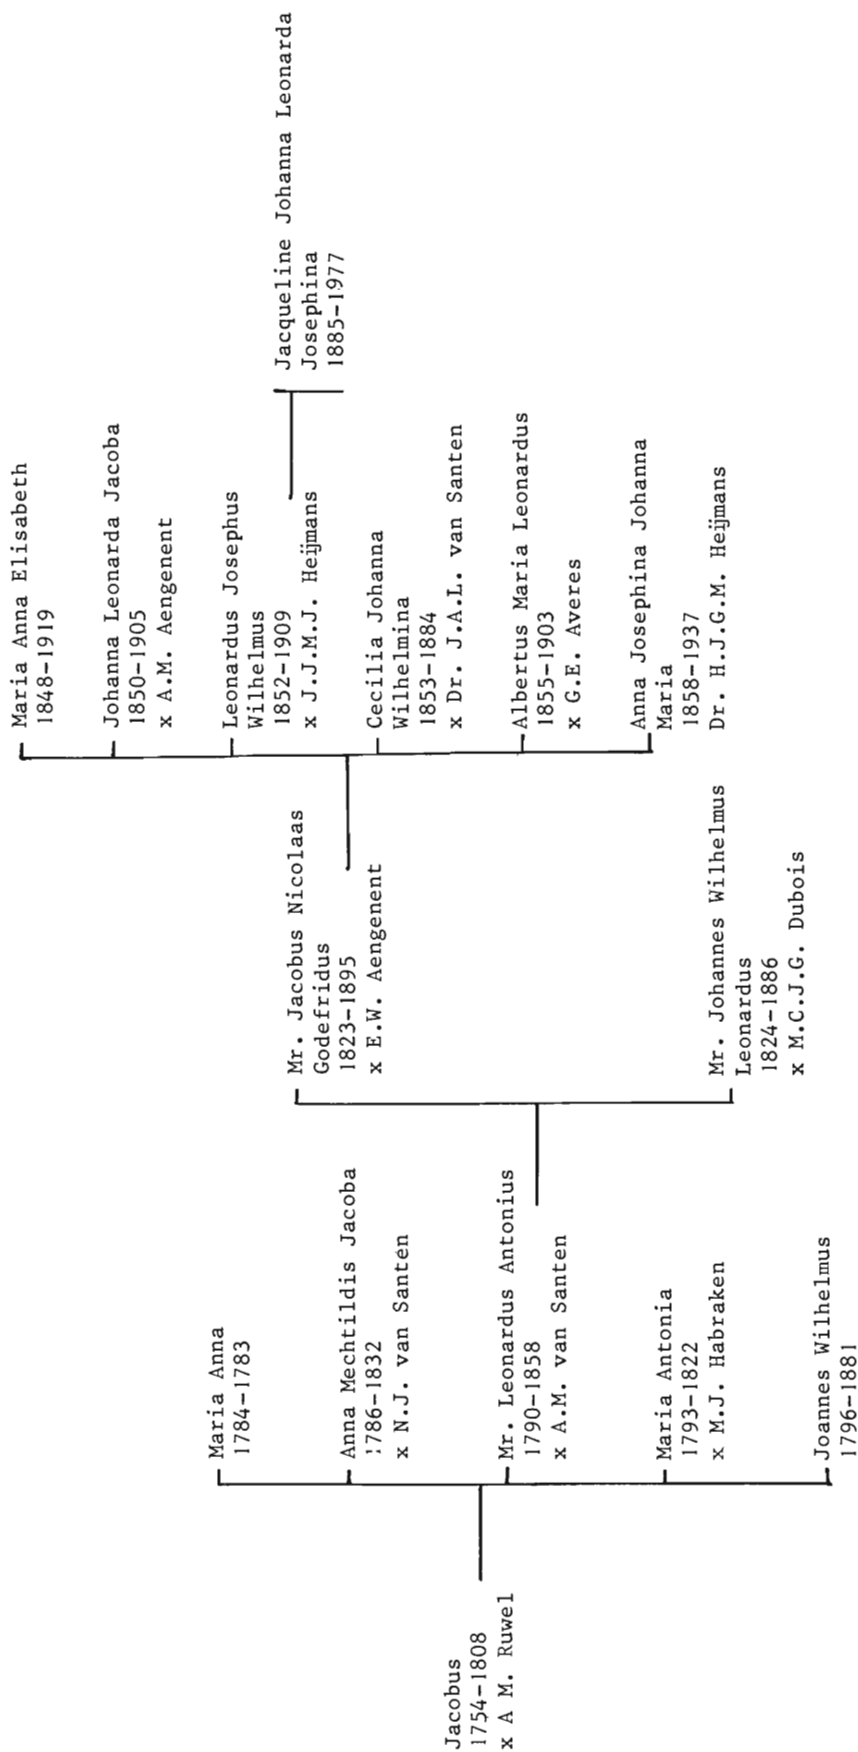 Jacobus
1754-1808
x A M. Ruwel
Maria Anna
1784-1783
Anna Mechtildis Jacoba
1786-1832
x N.J. van Santen
Mr. Leonardus Antonius
1790-1858
x A.M. van Santen
Maria Antonia
1793-1822
x M.J. Habraken
Joannes Wilhelmus
1796-1881
Mr. Jacobus Nicolaas
Godefridus
1823-1895
x E.W. Aengenent
Mr. Johannes Wilhelmus
Leonardus
1824-1886
x M.C.J.G. Dubois
Maria Anna Elisabeth
1848-1919
Johanna Leonarda Jacoba
1850-1905
x A.M. Aengenent
Leonardus Josephus
Wilhelmus
1852-1909
x J.J.M.J. Heijmans
Cecilia Johanna
Wilhelmina
1853-1884
x Dr. J.A.L. van Santen
Albertus Maria Leonardus
1855-1903
x G.E. Averes
Anna Josephina Johanna
Maria
1858-1937
Dr. H.J.G.M. Heijmans
Jacqueline Johanna Leonarda
Josephina
1885-1977